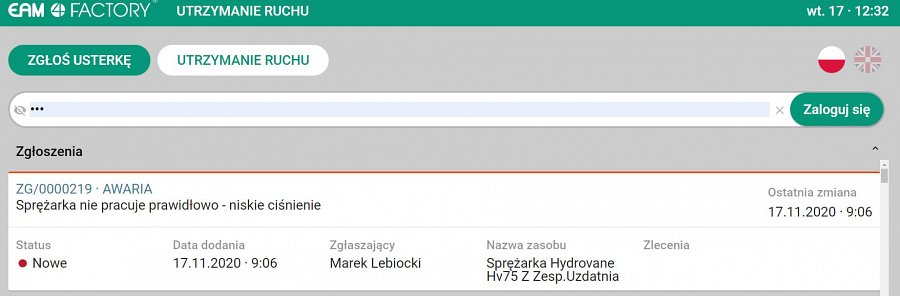 EAM 4 FACTORY® UTRZYMANIE RUCHU wt. 17 · 12:32
ZGŁOŚ USTERKĘ UTRZYMANIE RUCHU
••• × Zaloguj się
Zgłoszenia
ZG/0000219 · AWARIA
Sprężarka nie pracuje prawidłowo - niskie ciśnienie
Ostatnia zmiana
17.11.2020 · 9:06
Status Data dodania Zgłaszający Nazwa zasobu Zlecenia
Nowe 17.11.2020 · 9:06 Marek Lebiocki Sprężarka Hydrovane
Hv75 Z Zesp.Uzdatnia